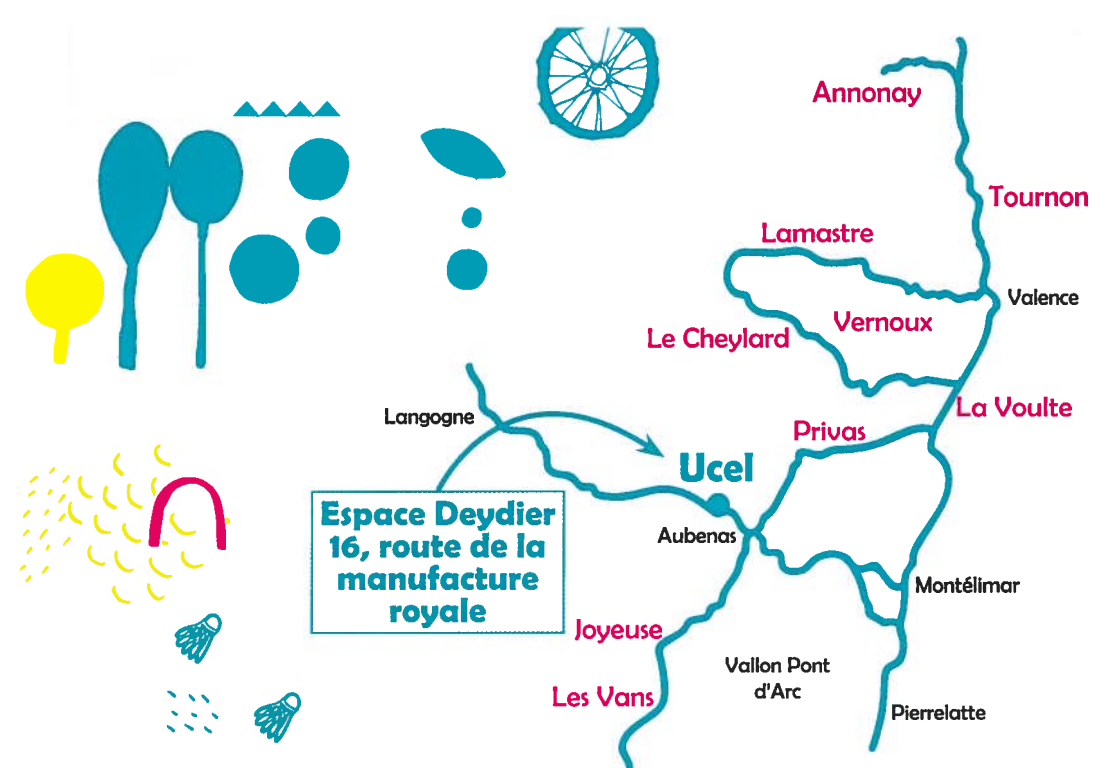 Annonay
Tournon
Lamastre
Valence
Vernoux
Le Cheylard
La Voulte
Langogne
Privas
Ucel
Espace Deydier
16, route de la
manufacture
royale
Aubenas
Montélimar
Joyeuse
Vallon Pont
d'Arc
Les Vans
Pierrelatte